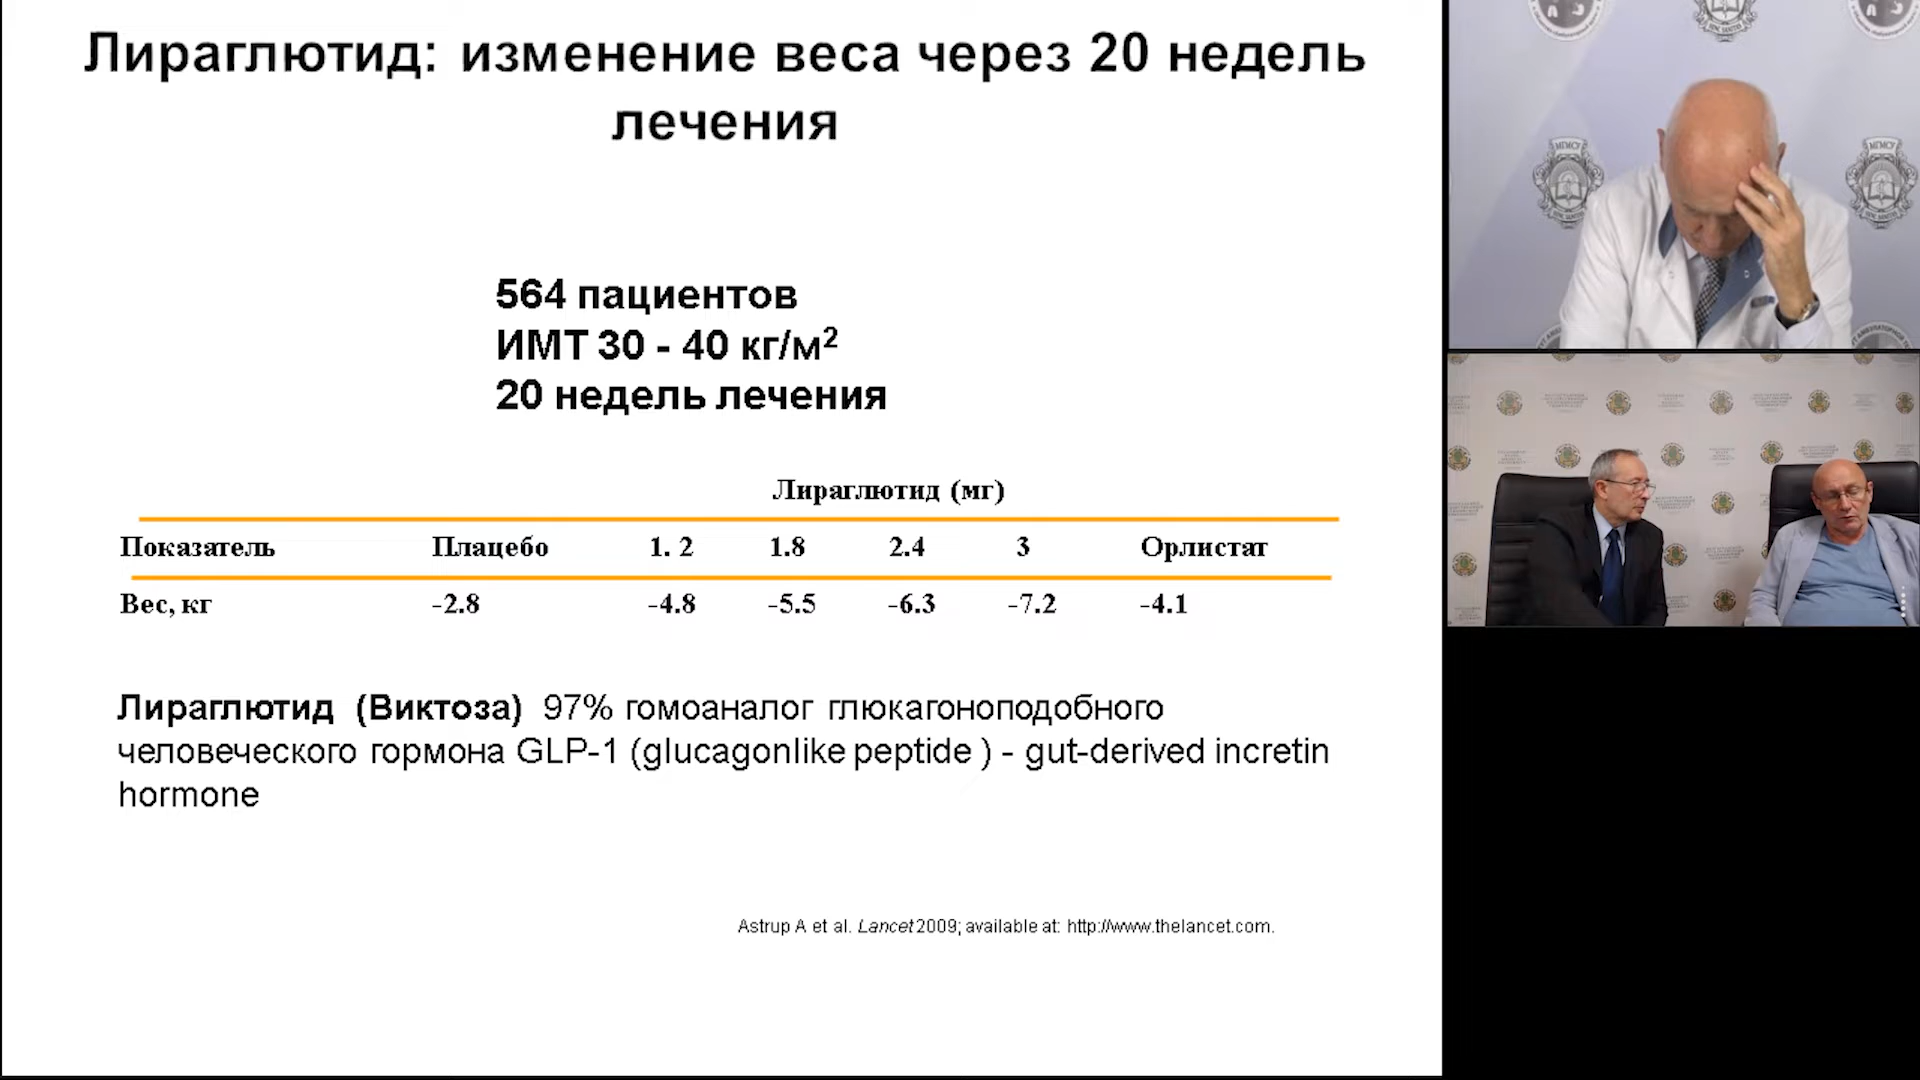 Лираглютид: изменение веса через 20 недель
лечения
564 пациентов
ИМТ 30 - 40 кг/м²
20 недель лечения
Лираглютид (мг)
Показатель Плацебо 1. 2 1.8 2.4 3 Орлистат
Вес, кг -2.8 -4.8 -5.5 -6.3 -7.2 -4.1
Лираглютид (Виктоза) 97% гомоаналог глюкагоноподобного
человеческого гормона GLP-1 (glucagonlike peptide ) - gut-derived incretin
hormone
Astrup A et al. Lancet 2009; available at: http://www.thelancet.com.
МГМСУ
МГМСУ